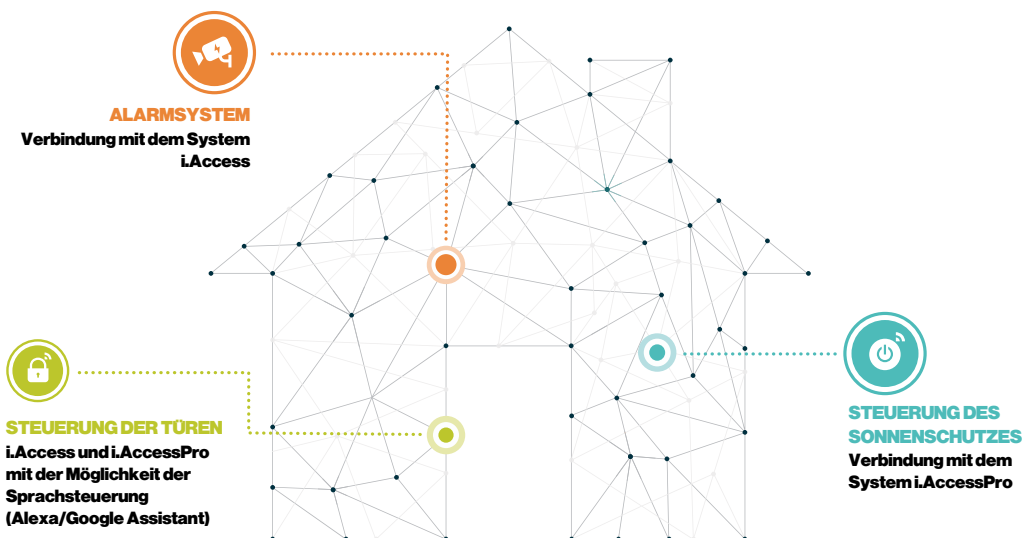 ALARMSYSTEM
Verbindung mit dem System
i.Access
STEUERUNG DER TÜREN
i.Access und i.AccessPro
mit der Möglichkeit der
Sprachsteuerung
(Alexa/Google Assistant)
STEUERUNG DES
SONNENSCHUTZES
Verbindung mit dem
System i.AccessPro